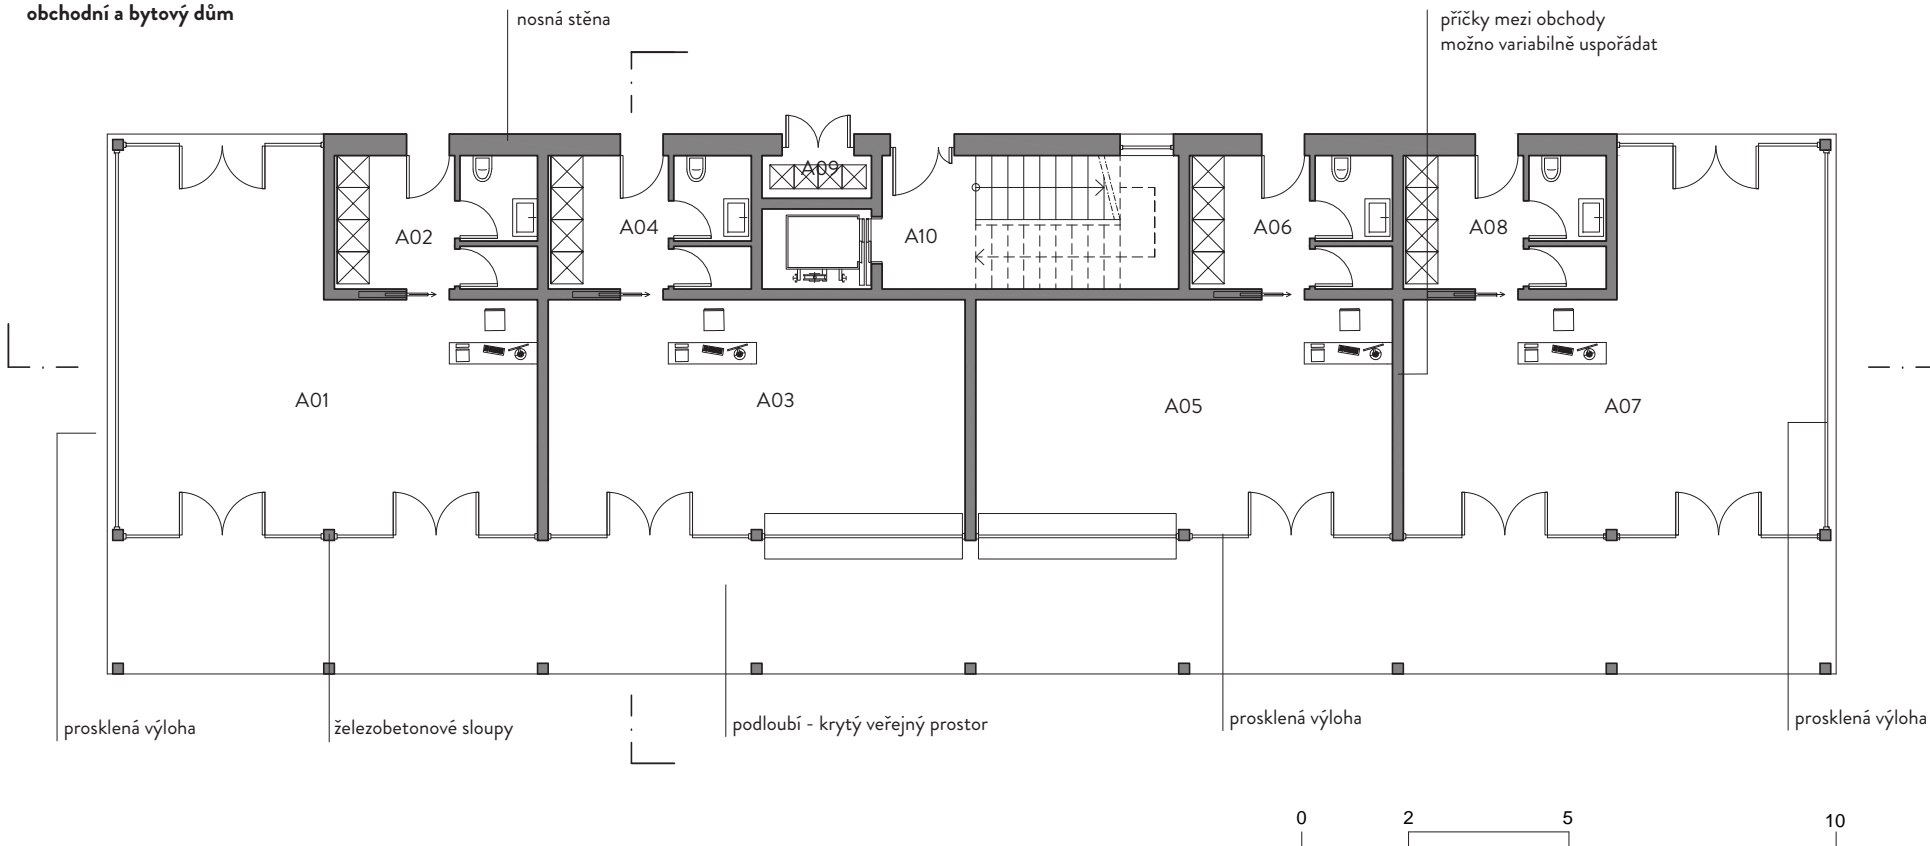 obchodní a bytový dům
nosná stěna
příčky mezi obchody
možno variabilně uspořádat
A09
A02
A04
A10
A06
A08
A01
A03
A05
A07
prosklená výloha
železobetonové sloupy
podloubí - krytý veřejný prostor
prosklená výloha
prosklená výloha
0
2
5
10